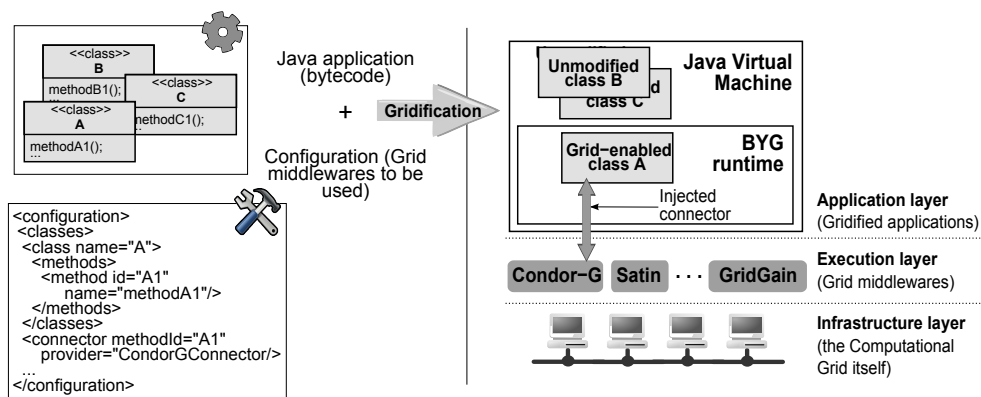 <<class>>
B
methodB1();
...
<<class>>
C
methodC1();
...
<<class>>
A
methodA1();
...
Java application
(bytecode)
+
Configuration (Grid
middlewares to be
used)
Gridification
<configuration>
<classes>
<class name="A">
<methods>
<method id="A1"
name="methodA1"/>
</methods>
</classes>
<connector methodId="A1"
provider="CondorGConnector/>
...
</configuration>
Java Virtual
Machine
Unmodified
class B
class C
BYG
runtime
Grid-enabled
class A
Injected
connector
Application layer
(Gridified applications)
Condor-G
Satin
...
GridGain
Execution layer
(Grid middlewares)
Infrastructure layer
(the Computational
Grid itself)